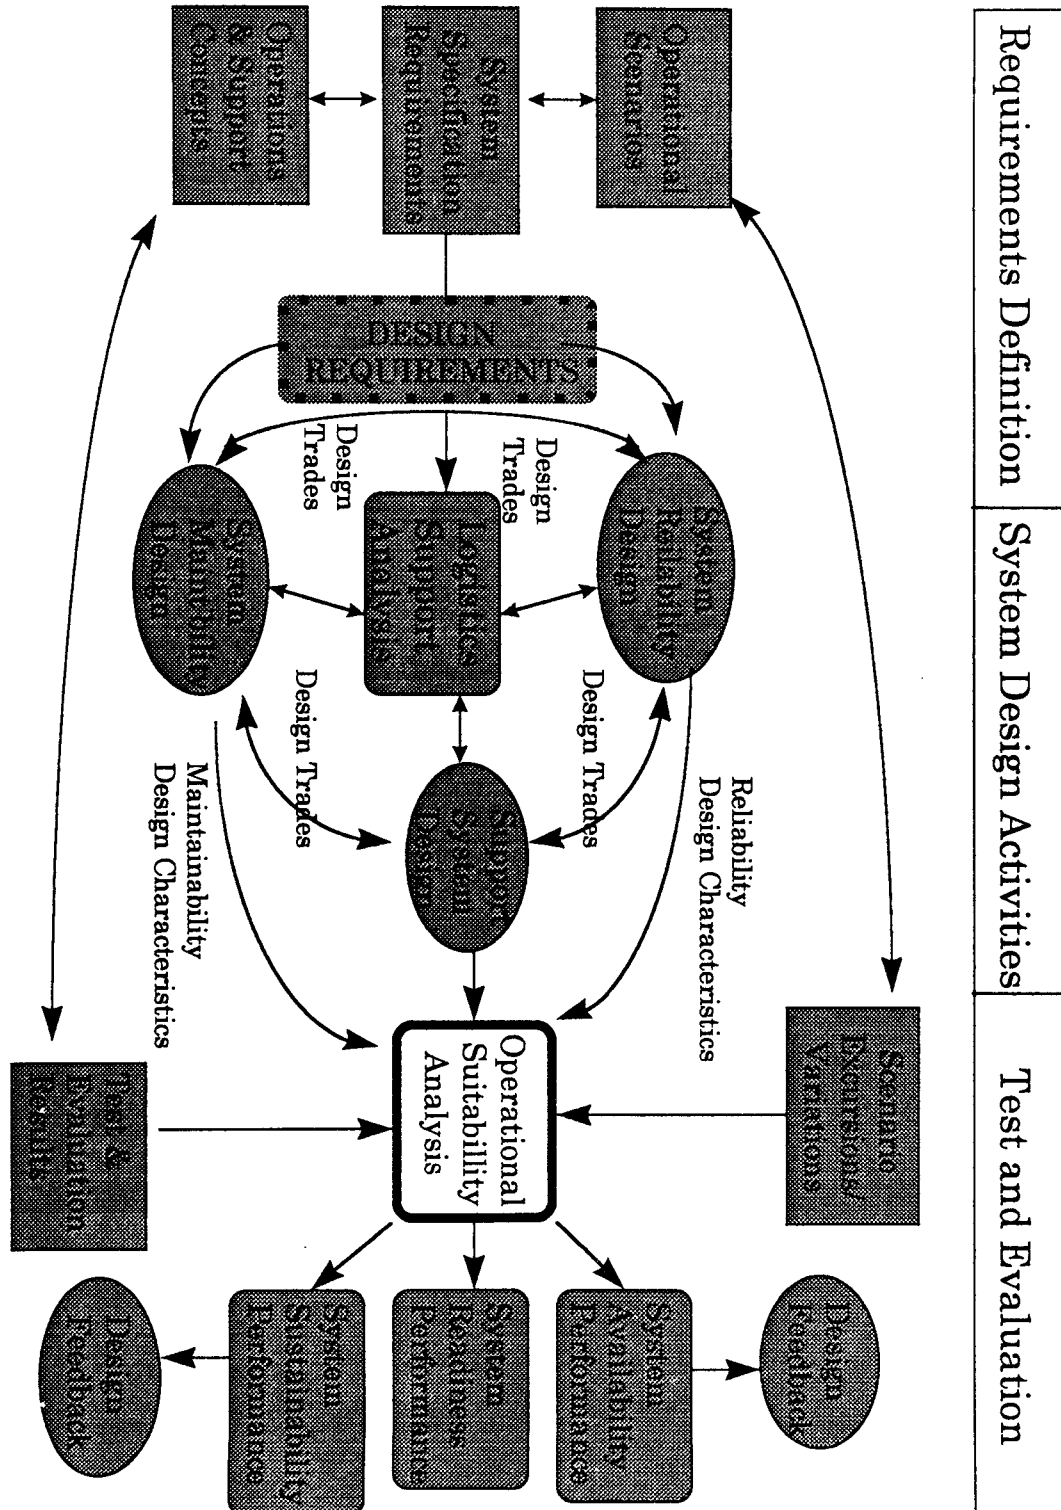 Requirements Definition
System Design Activities
Test and Evaluation
Operational
Scenarios
System
Specification
Requirements
Operations
& Support
Concepts
DESIGN
REQUIREMENTS
Design
Trades
Design
Trades
System
Reilability
Design
Logistics
Support
Analysis
System
Maintibility
Design
Design Trades
Design Trades
Support
System
Design
Reliability
Design Characteristics
Maintainability
Design Characteristics
Scenario
Excursions/
Variations
Operational
Suitabillity
Analysis
Test &
Evaluation
Results
Design
Feedback
System
Availability
Performance
System
Readiness
Performance
System
Sustainability
Performance
Design
Feedback